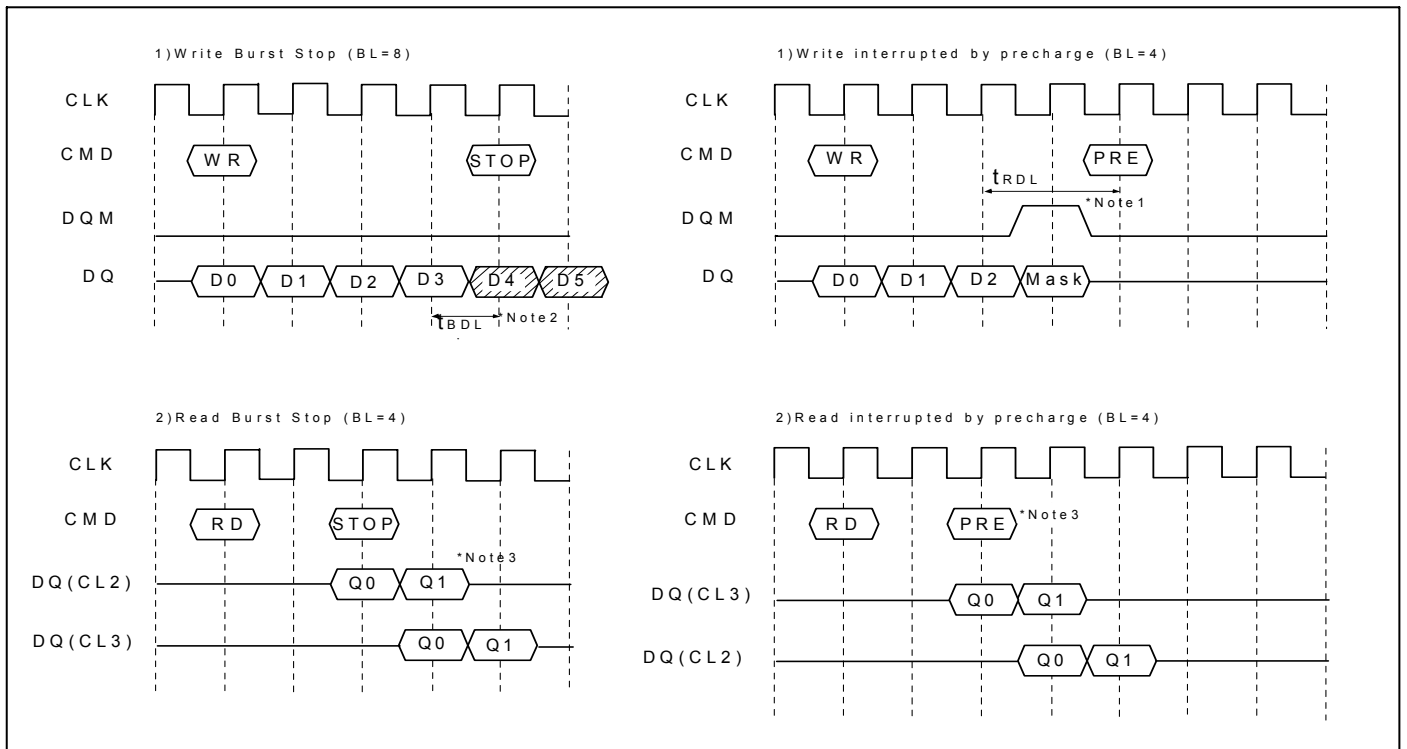 1)Write Burst Stop (BL=8)
CLK
CMD WR STOP
DQM
DQ D0 D1 D2 D3 D4 D5
tBDL *Note2
1)Write interrupted by precharge (BL=4)
CLK
CMD WR PRE
tRDL
*Note1
DQM
DQ D0 D1 D2 Mask
2)Read Burst Stop (BL=4)
CLK
CMD RD STOP
*Note3
DQ(CL2) Q0 Q1
DQ(CL3) Q0 Q1
2)Read interrupted by precharge (BL=4)
CLK
CMD RD PRE *Note3
DQ(CL3) Q0 Q1
DQ(CL2) Q0 Q1